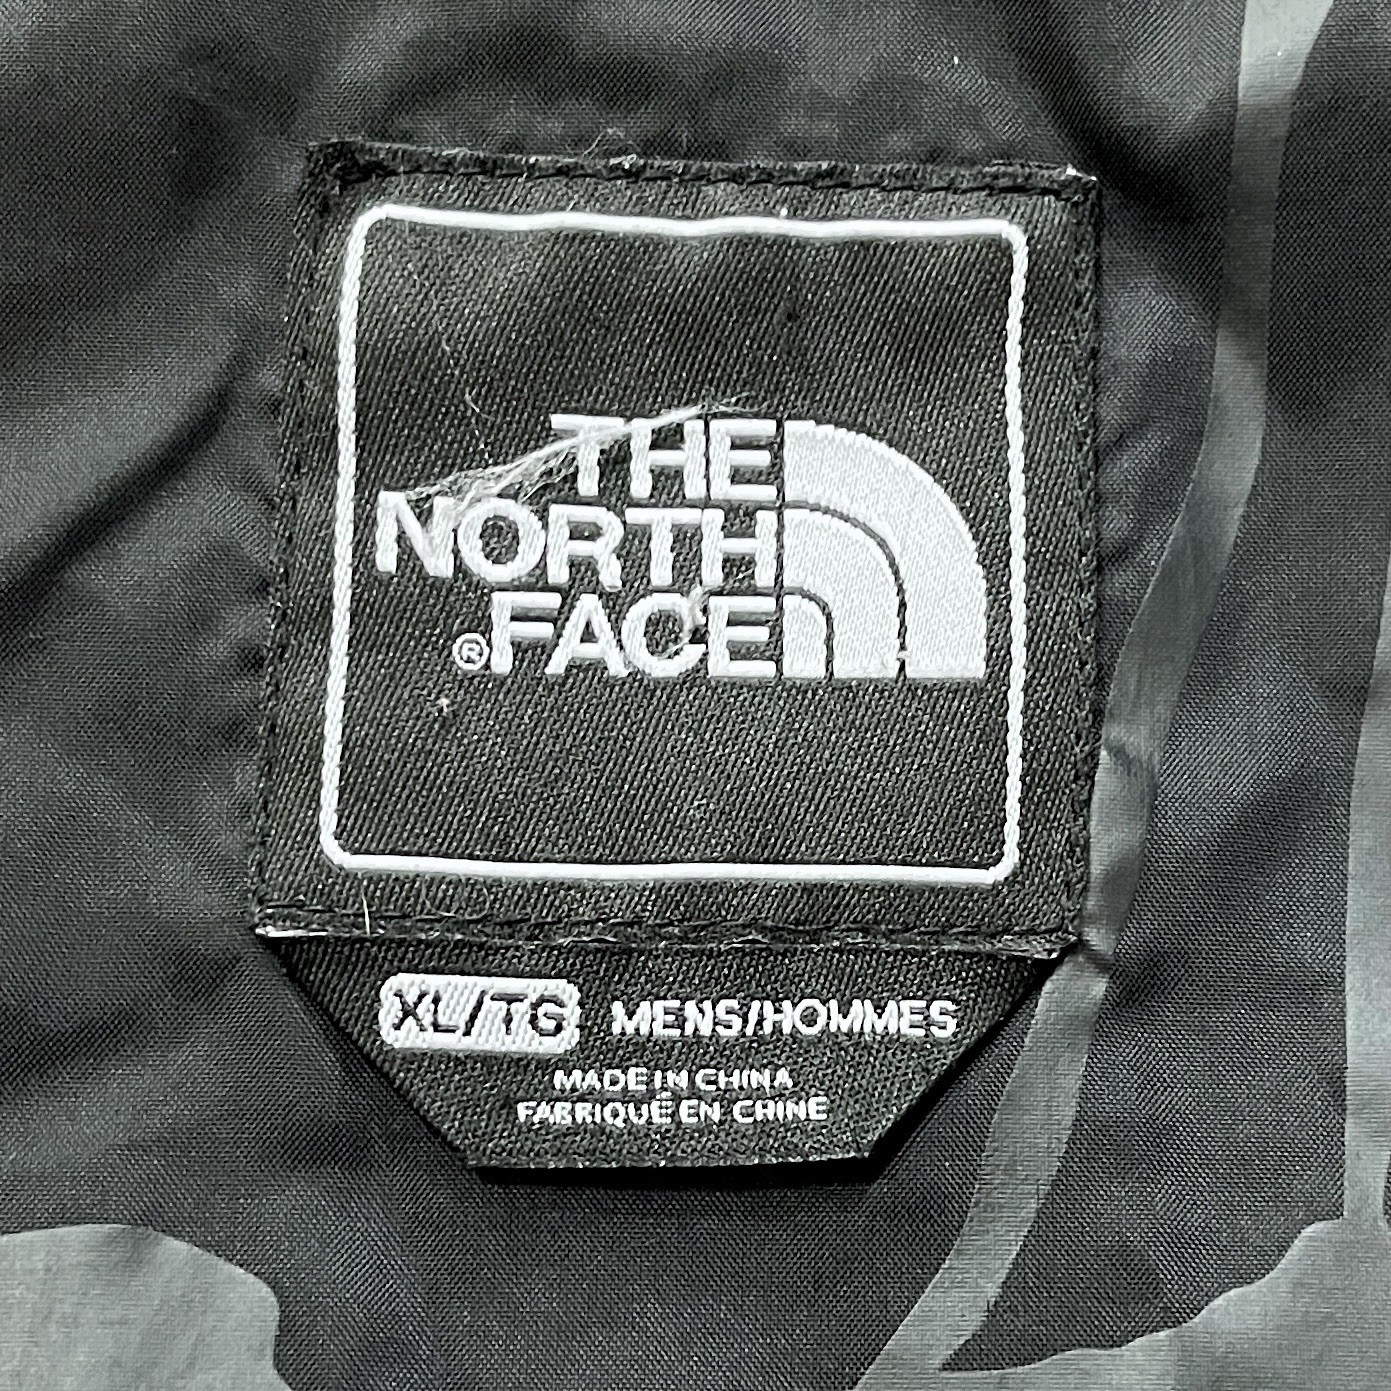 THE
NORTH
®FACE
XL/TG MENS/HOMMES
MADE IN CHINA
FABRIQUÉ EN CHINE